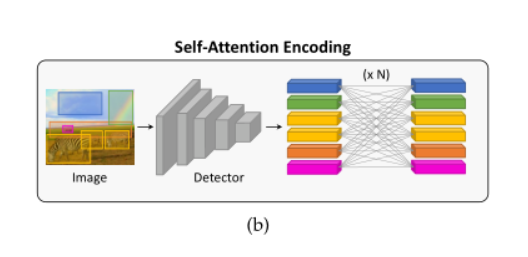 Self-Attention Encoding
(x N)
Image
Detector
(b)